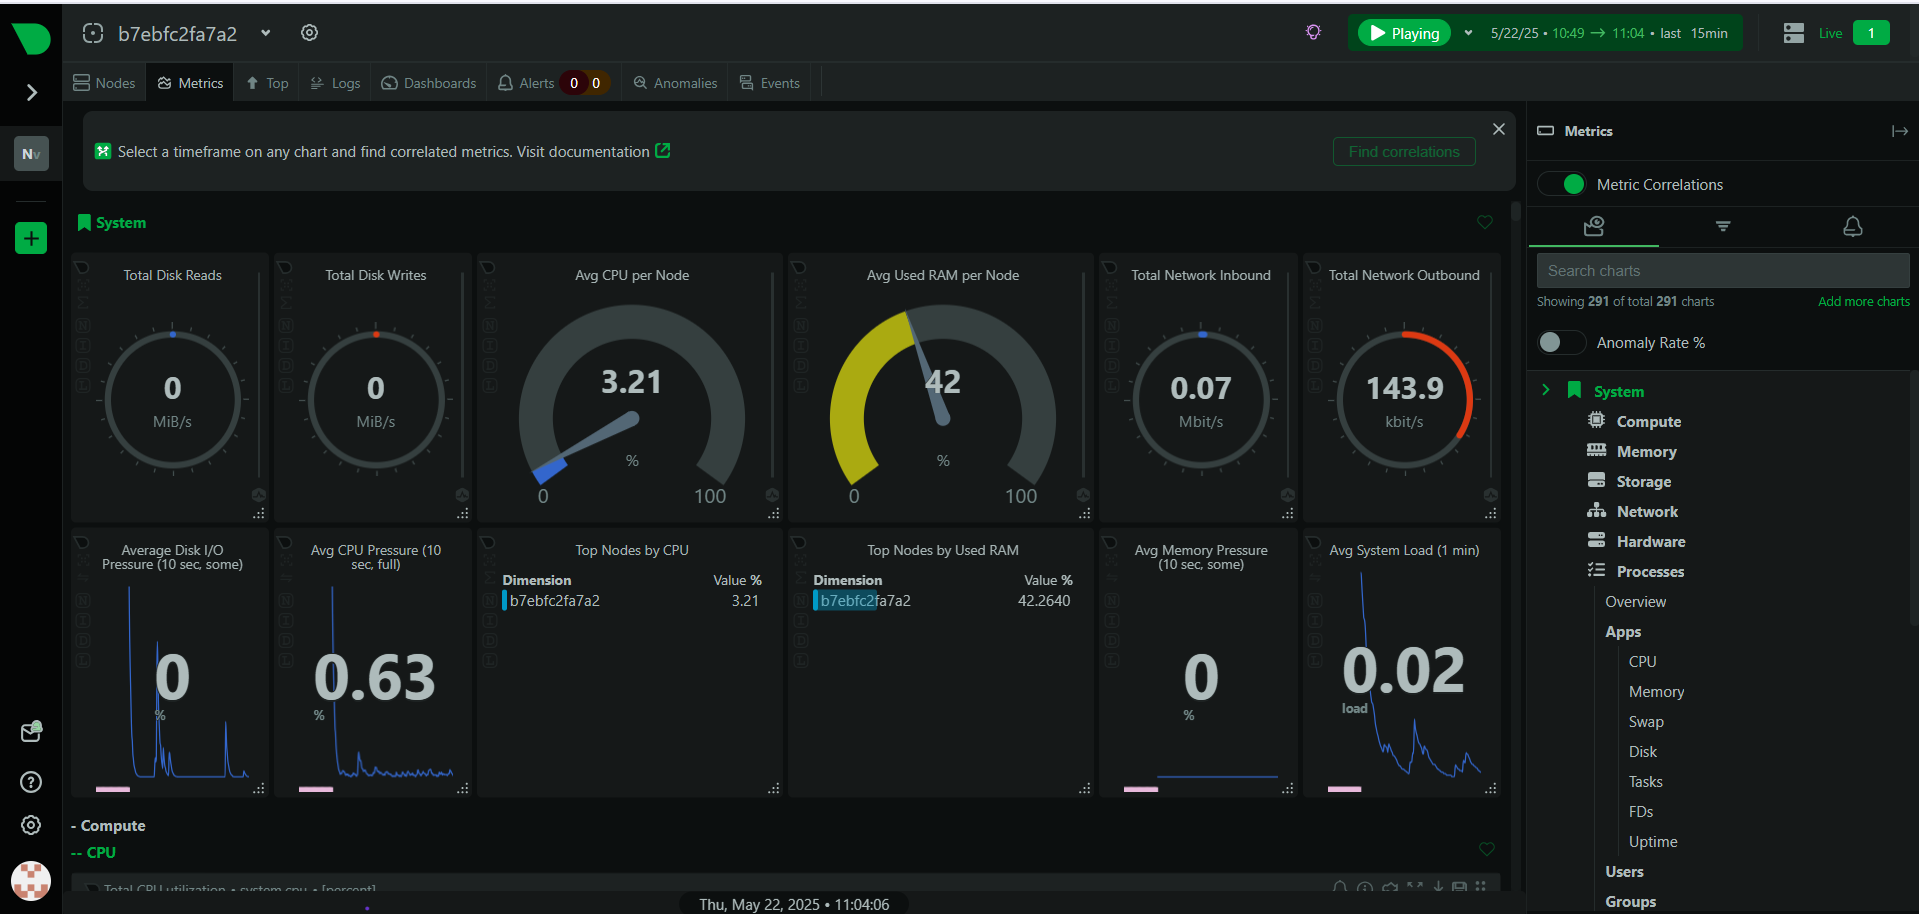 b7ebfc2fa7a2
Playing
5/22/25 • 10:49 → 11:04 • last 15min
Live
1
Nodes
Metrics
Top
Logs
Dashboards
Alerts 0 0
Anomalies
Events
Nv
Select a timeframe on any chart and find correlated metrics. Visit documentation
Find correlations
System
Total Disk Reads
0
MiB/s
Total Disk Writes
0
MiB/s
Avg CPU per Node
3.21
%
0 100
Avg Used RAM per Node
42
%
0 100
Total Network Inbound
0.07
Mbit/s
Total Network Outbound
143.9
kbit/s
Average Disk I/O
Pressure (10 sec, some)
0
%
Avg CPU Pressure (10
sec, full)
0.63
%
Top Nodes by CPU
Dimension Value %
b7ebfc2fa7a2 3.21
Top Nodes by Used RAM
Dimension Value %
b7ebfc2fa7a2 42.2640
Avg Memory Pressure
(10 sec, some)
0
%
Avg System Load (1 min)
0.02
load
- Compute
-- CPU
Total CPU utilization • system.cpu • [percent]
Thu, May 22, 2025 • 11:04:06
Metrics
Metric Correlations
Search charts
Showing 291 of total 291 charts
Add more charts
Anomaly Rate %
System
Compute
Memory
Storage
Network
Hardware
Processes
Overview
Apps
CPU
Memory
Swap
Disk
Tasks
FDs
Uptime
Users
Groups